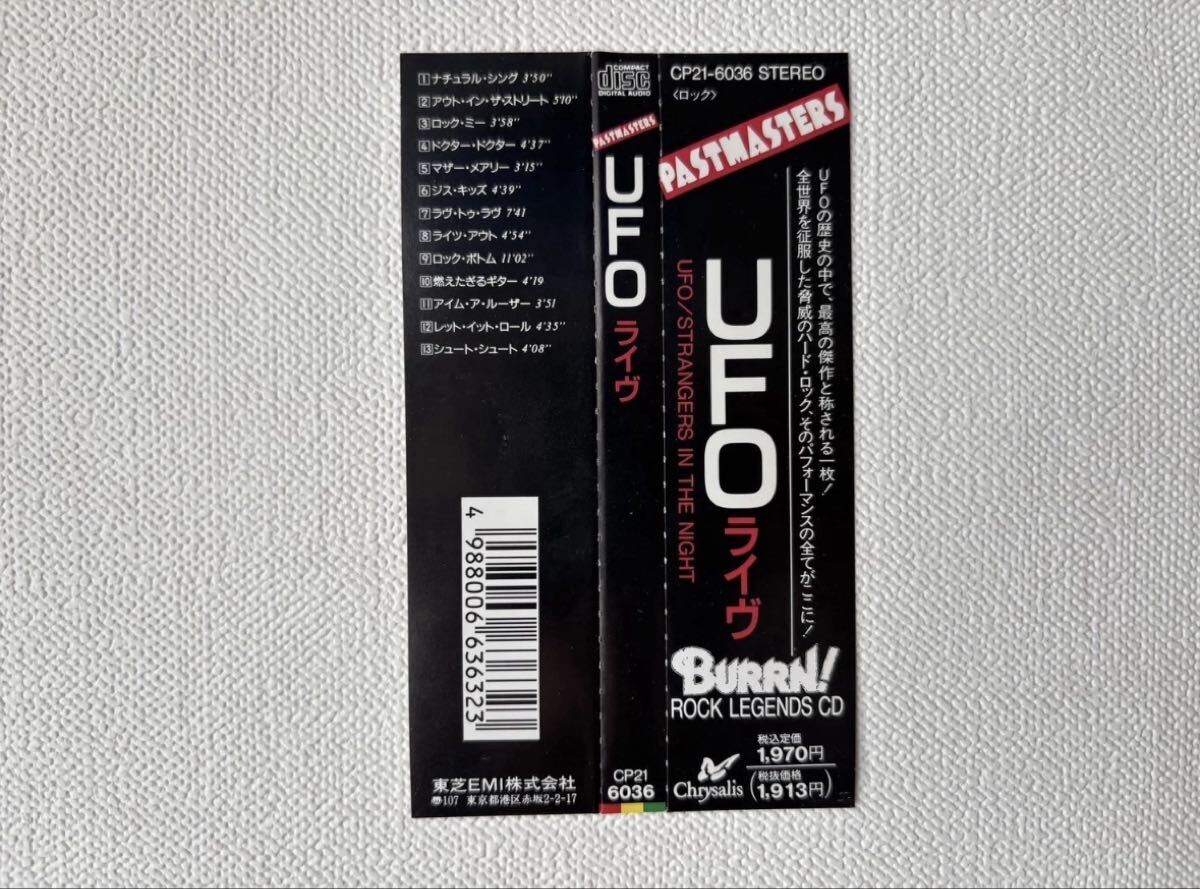 1 ナチュラル・シング 3'50"
2 アウト・イン・ザ・ストリート 5'10"
3 ロック・ミー 3'58"
4 ドクター・ドクター 4'37"
5 マザー・メアリー 3'15"
6 ジス・キッズ 4'39"
7 ラヴ・トゥ・ラヴ 7'41
8 ライツ・アウト 4'54"
9 ロック・ボトム 11'02"
10 燃えたぎるギター 4'19
11 アイム・ア・ルーザー 3'51
12 レット・イット・ロール 4'35"
13 シュート・シュート 4'08"
4 988006 636323
東芝EMI株式会社
〒107 東京都港区赤坂2-2-17
COMPACT
disc
DIGITAL AUDIO
PASTMASTERS
UFO ライヴ
CP21
6036
CP21-6036 STEREO
〈ロック〉
PASTMASTERS
UFOの歴史の中で、最高の傑作と称される一枚!
全世界を征服した脅威のハード・ロック、そのパフォーマンスの全てがここに!
UFO ライヴ
UFO/STRANGERS IN THE NIGHT
BURRN!
ROCK LEGENDS CD
Chrysalis
税込定価
1,970円
(税抜価格
1,913円)